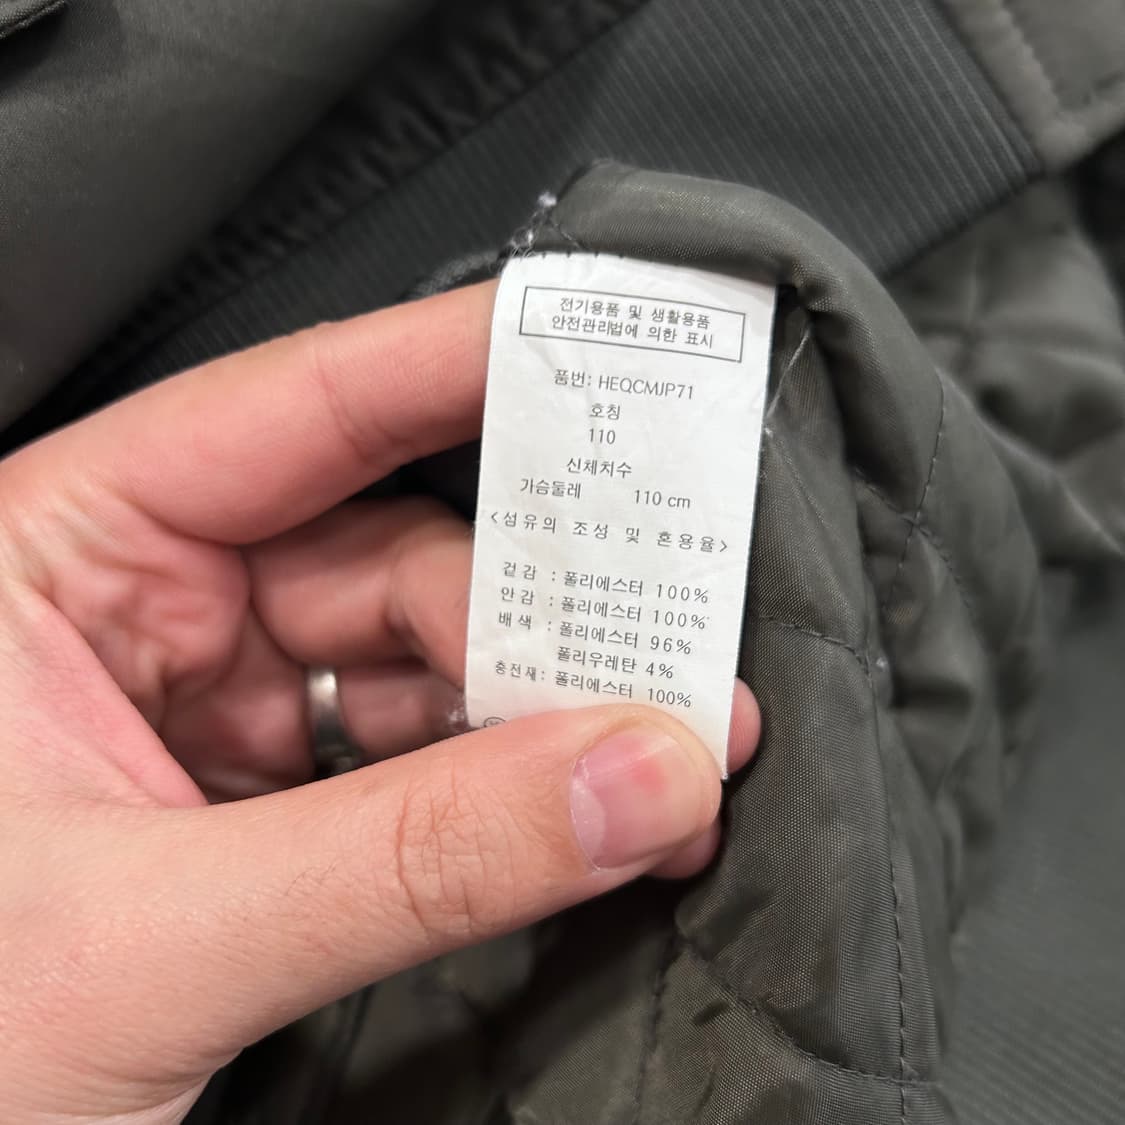 전기용품 및 생활용품
안전관리법에 의한 표시
품번: HEQCMJP71
호칭
110
신체치수
가슴둘레 110 cm
<섬유의 조성 및 혼용율>
겉감 : 폴리에스터 100%
안감 : 폴리에스터 100%
배색 : 폴리에스터 96%
폴리우레탄 4%
충전재: 폴리에스터 100%